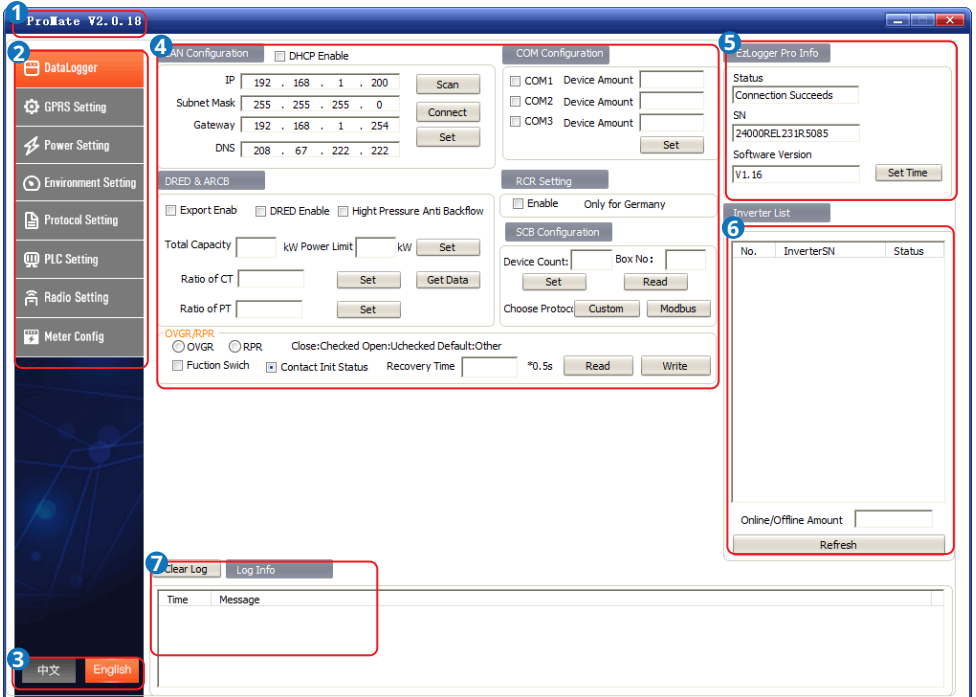 1
ProMate V2.0.18
2
DataLogger
GPRS Setting
Power Setting
Environment Setting
Protocol Setting
PLC Setting
Radio Setting
Meter Config
3
中文 English
4
LAN Configuration DHCP Enable
IP 192 . 168 . 1 . 200 Scan
Subnet Mask 255 . 255 . 255 . 0 Connect
Gateway 192 . 168 . 1 . 254
Set
DNS 208 . 67 . 222 . 222
COM Configuration
COM1 Device Amount
COM2 Device Amount
COM3 Device Amount
Set
DRED & ARCB
Export Enab DRED Enable Hight Pressure Anti Backflow
Total Capacity kW Power Limit kW Set
Ratio of CT Set Get Data
Ratio of PT Set
RCR Setting
Enable Only for Germany
SCB Configuration
Device Count: Box No:
Set Read
Choose Protocc Custom Modbus
OVGR/RPR
OVGR RPR Close:Checked Open:Uchecked Default:Other
Fuction Swich Contact Init Status Recovery Time *0.5s Read Write
5
EzLogger Pro Info
Status
Connection Succeeds
SN
24000REL231R5085
Software Version
V1.16 Set Time
Inverter List
6
No. InverterSN Status
Online/Offline Amount
Refresh
7
Clear Log Log Info
Time Message